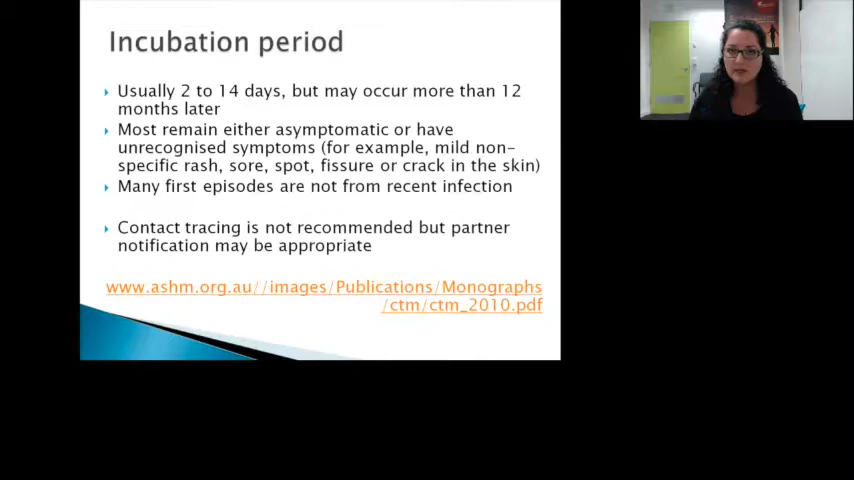 Incubation period
Usually 2 to 14 days, but may occur more than 12
months later
Most remain either asymptomatic or have
unrecognised symptoms (for example, mild non-
specific rash, sore, spot, fissure or crack in the skin)
Many first episodes are not from recent infection
Contact tracing is not recommended but partner
notification may be appropriate
www.ashm.org.au//images/Publications/Monographs
/ctm/ctm_2010.pdf